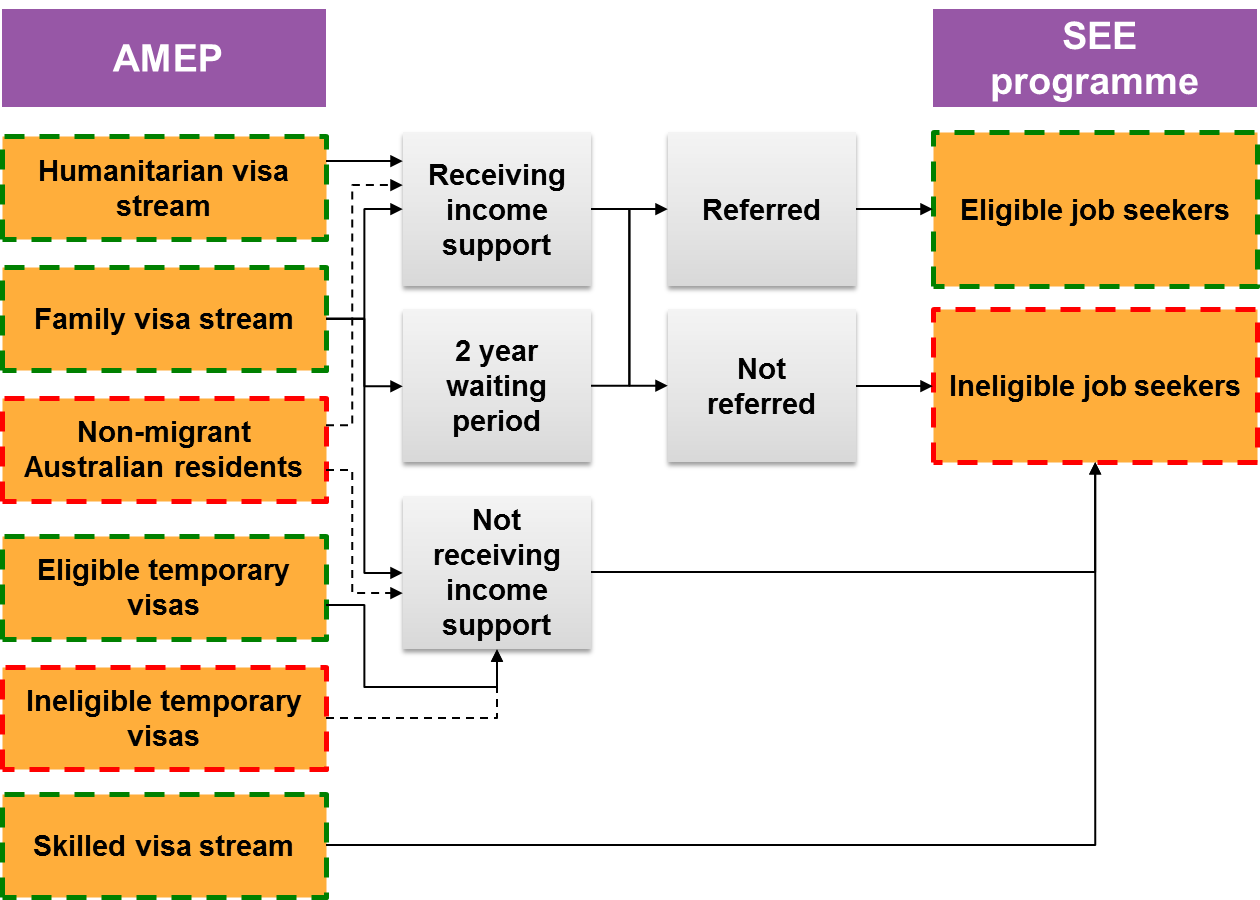 AMEP
SEE
programme
Humanitarian visa
stream
Family visa stream
Non-migrant
Australian residents
Eligible temporary
visas
Ineligible temporary
visas
Skilled visa stream
Receiving
income
support
2 year
waiting
period
Not
receiving
income
support
Referred
Not
referred
Eligible job seekers
Ineligible job seekers